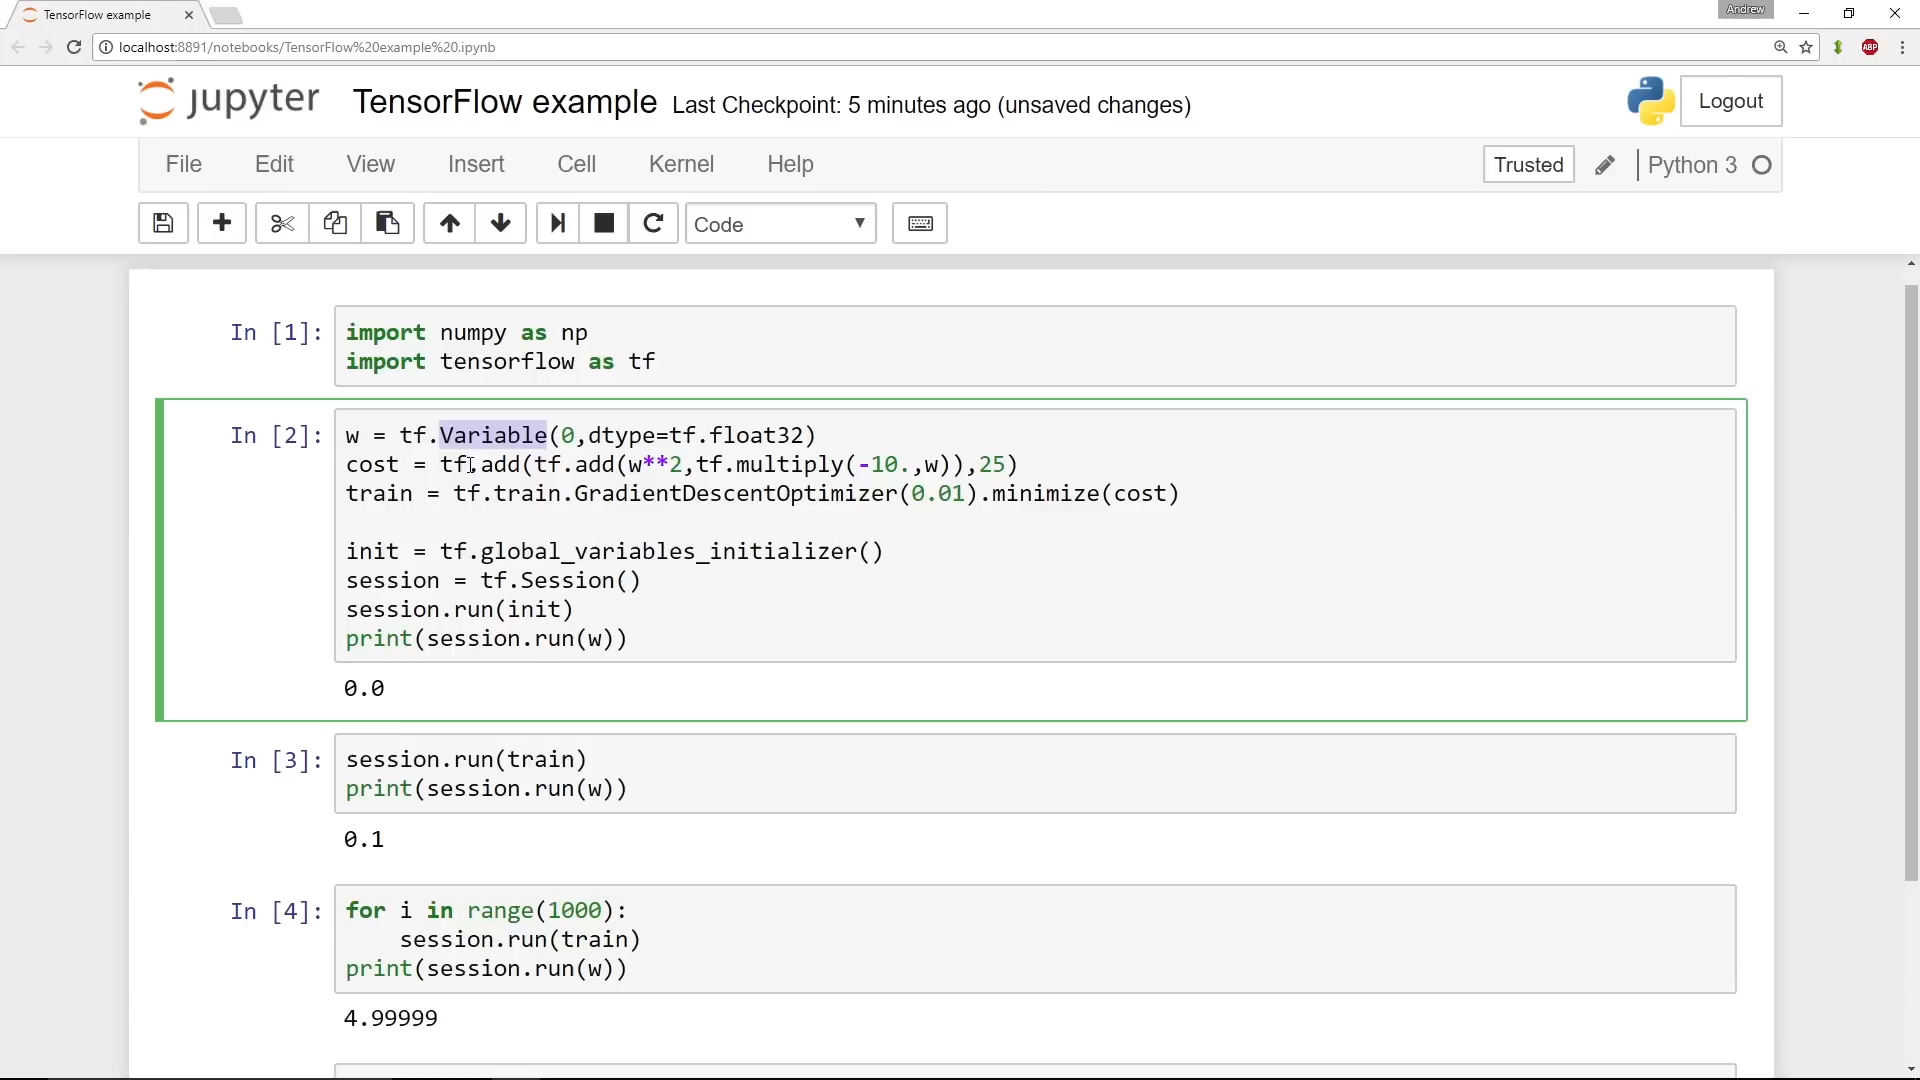 TensorFlow example
Andrew
localhost:8891/notebooks/TensorFlow%20example%20.ipynb
ABP
jupyter TensorFlow example Last Checkpoint: 5 minutes ago (unsaved changes) Logout
File Edit View Insert Cell Kernel Help Trusted Python 3
Code
In [1]: import numpy as np
import tensorflow as tf
In [2]: w = tf.Variable(0,dtype=tf.float32)
cost = tf.add(tf.add(w**2,tf.multiply(-10.,w)),25)
train = tf.train.GradientDescentOptimizer(0.01).minimize(cost)
init = tf.global_variables_initializer()
session = tf.Session()
session.run(init)
print(session.run(w))
0.0
In [3]: session.run(train)
print(session.run(w))
0.1
In [4]: for i in range(1000):
    session.run(train)
print(session.run(w))
4.99999